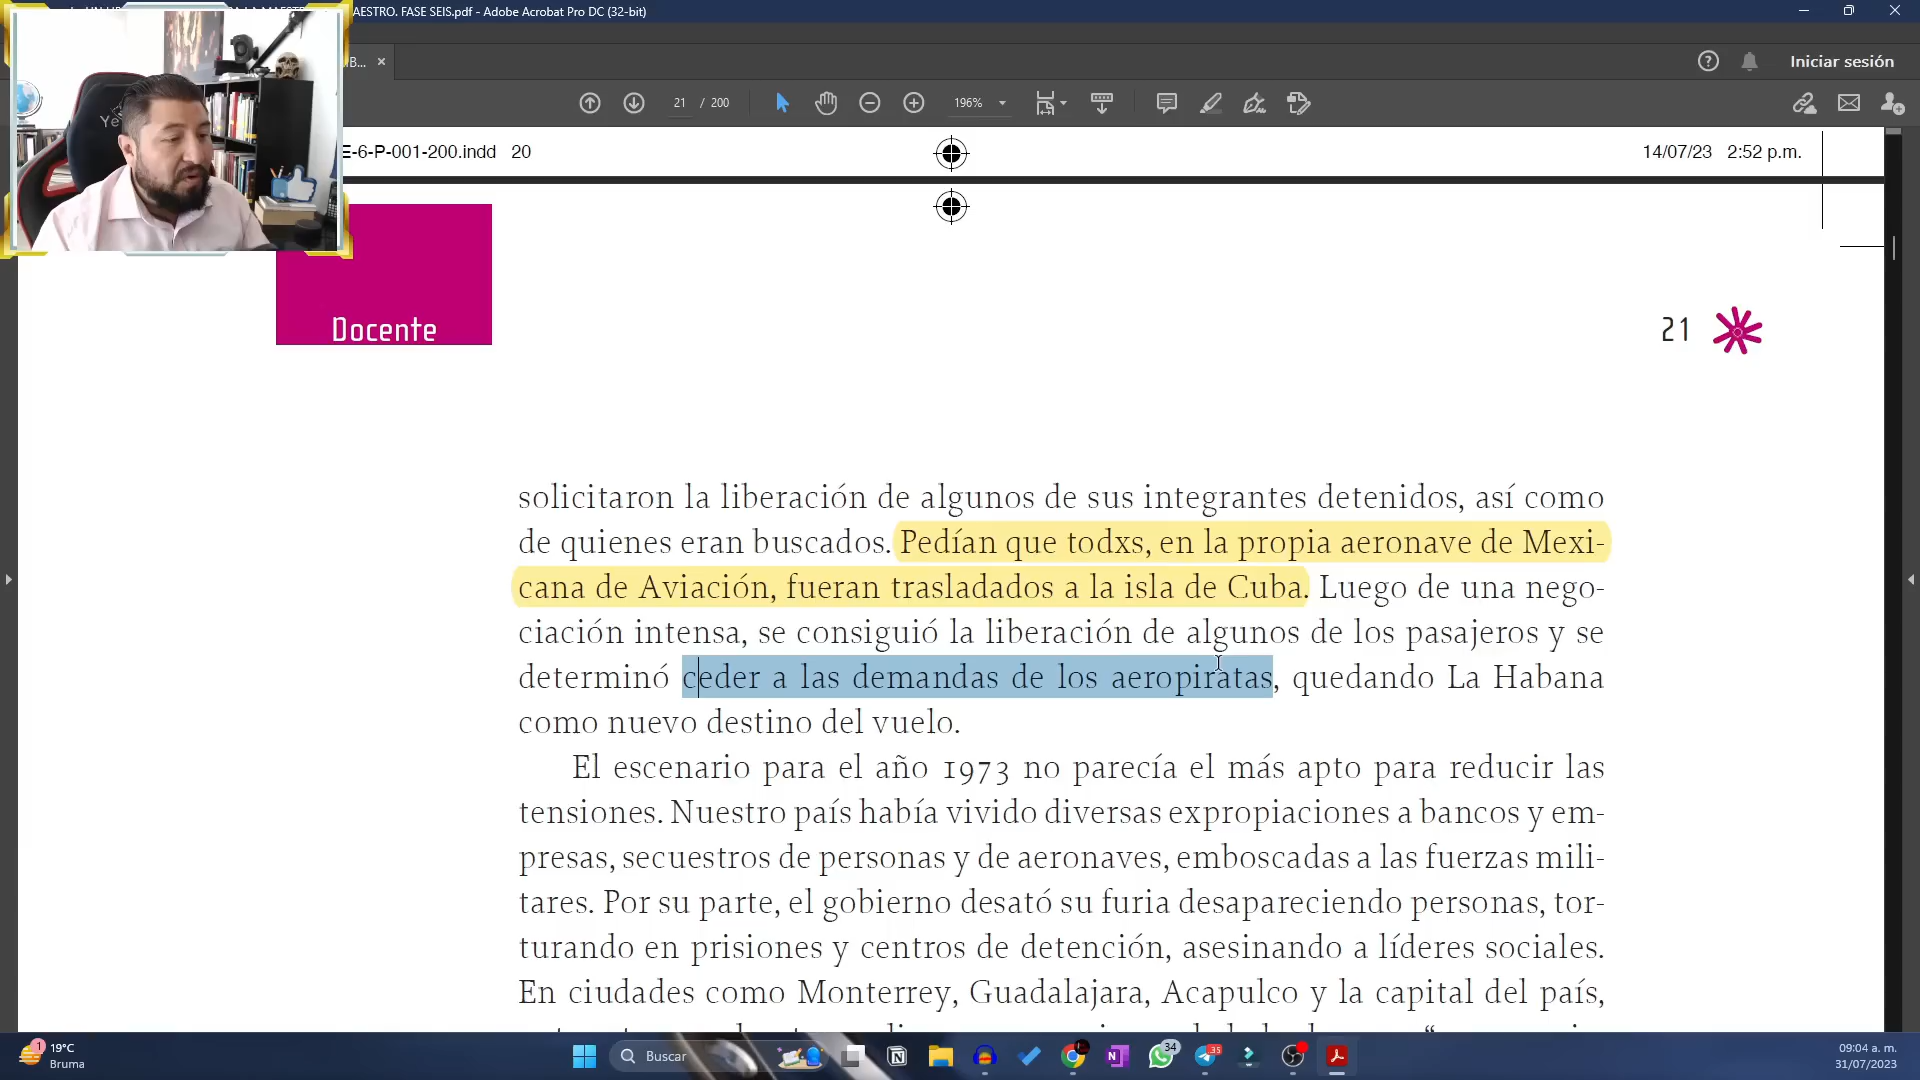 AESTRO. FASE SEIS.pdf - Adobe Acrobat Pro DC (32-bit)
B...
Iniciar sesión
21 / 200
196%
E-6-P-001-200.indd 20
14/07/23 2:52 p.m.
Docente
21
solicitaron la liberación de algunos de sus integrantes detenidos, así como
de quienes eran buscados. Pedían que todxs, en la propia aeronave de Mexi-
cana de Aviación, fueran trasladados a la isla de Cuba. Luego de una nego-
ciación intensa, se consiguió la liberación de algunos de los pasajeros y se
determinó ceder a las demandas de los aeropiratas, quedando La Habana
como nuevo destino del vuelo.
El escenario para el año 1973 no parecía el más apto para reducir las
tensiones. Nuestro país había vivido diversas expropiaciones a bancos y em-
presas, secuestros de personas y de aeronaves, emboscadas a las fuerzas mili-
tares. Por su parte, el gobierno desató su furia desapareciendo personas, tor-
turando en prisiones y centros de detención, asesinando a líderes sociales.
En ciudades como Monterrey, Guadalajara, Acapulco y la capital del país,
1
19°C
Bruma
Buscar
34
35
09:04 a. m.
31/07/2023